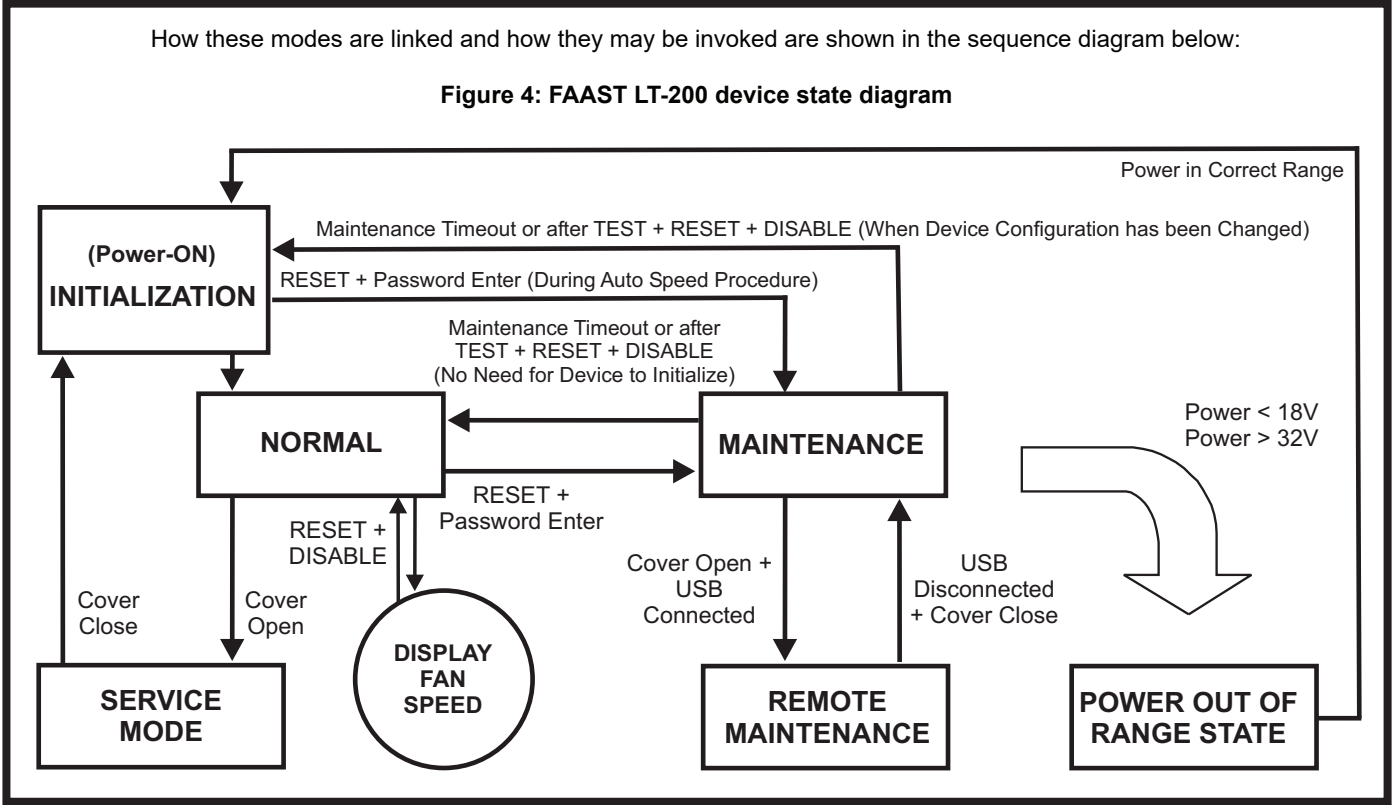 How these modes are linked and how they may be invoked are shown in the sequence diagram below:
Figure 4: FAAST LT-200 device state diagram
Power in Correct Range
(Power-ON)
INITIALIZATION
Maintenance Timeout or after TEST + RESET + DISABLE (When Device Configuration has been Changed)
RESET + Password Enter (During Auto Speed Procedure)
Maintenance Timeout or after
TEST + RESET + DISABLE
(No Need for Device to Initialize)
NORMAL
MAINTENANCE
Power < 18V
Power > 32V
RESET +
Password Enter
RESET +
DISABLE
Cover
Close
Cover
Open
Cover Open +
USB
Connected
USB
Disconnected
+ Cover Close
DISPLAY
FAN
SPEED
SERVICE
MODE
REMOTE
MAINTENANCE
POWER OUT OF
RANGE STATE